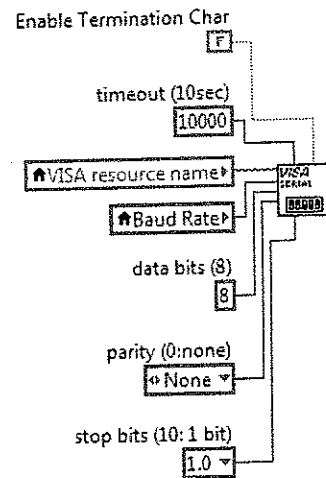 Enable Termination Char
F
timeout (10sec)
10000
VISA resource name
VISA
SERIAL
Baud Rate
data bits (8)
8
parity (0:none)
None
stop bits (10: 1 bit)
1.0